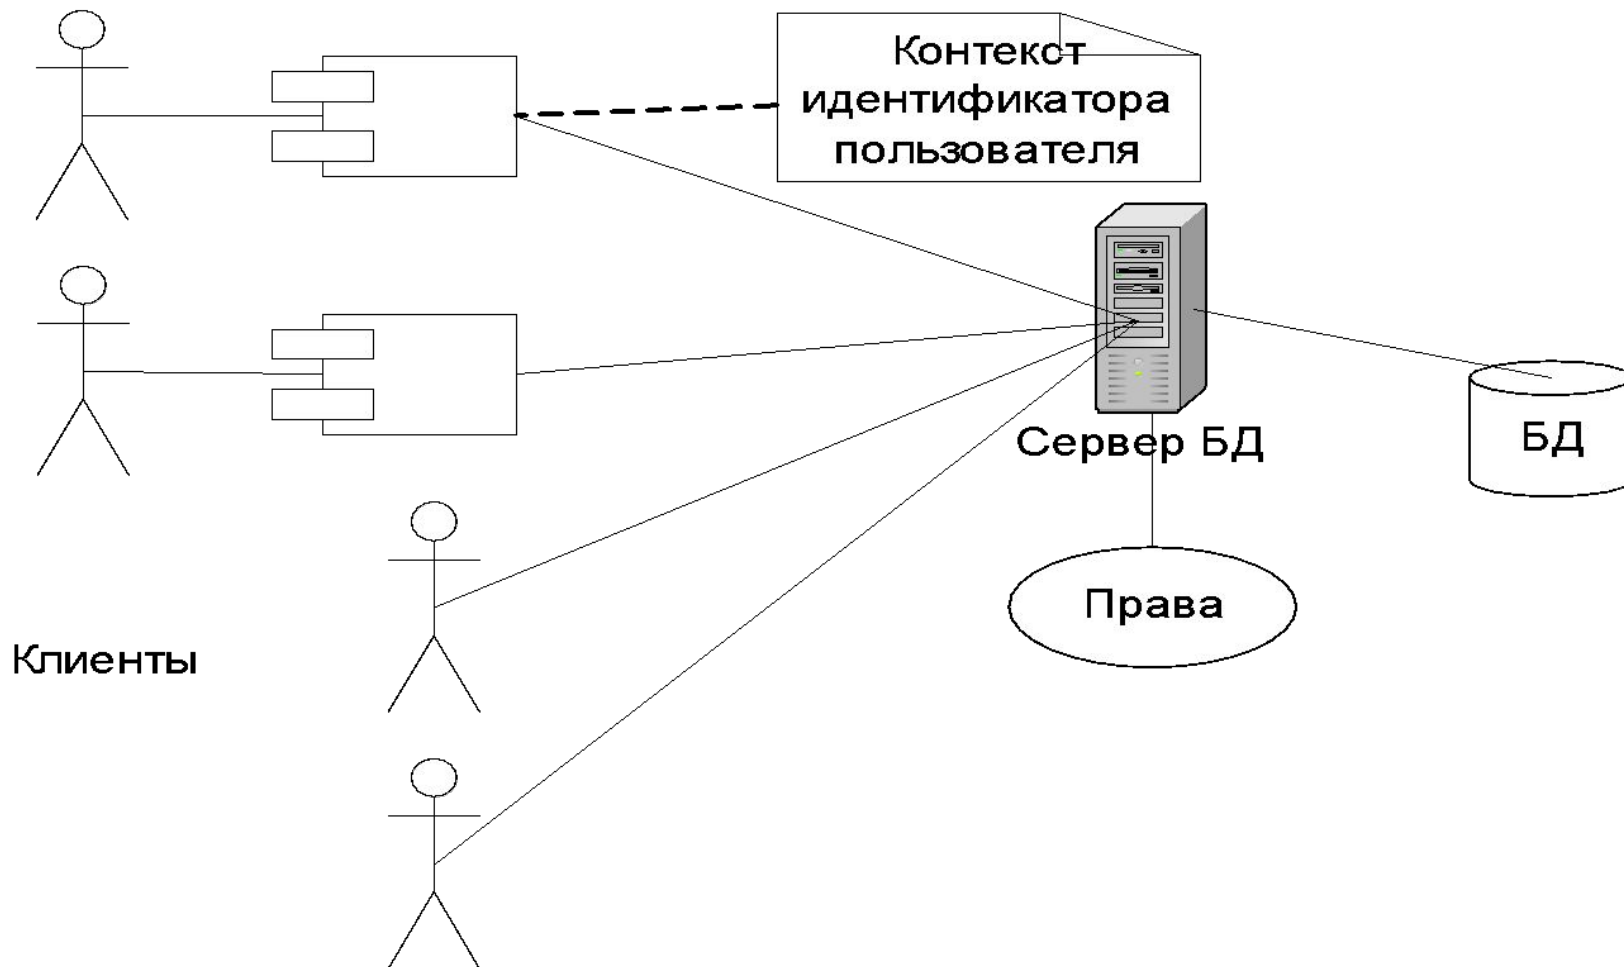 Контекст
идентификатора
пользователя
Сервер БД
БД
Права
Клиенты